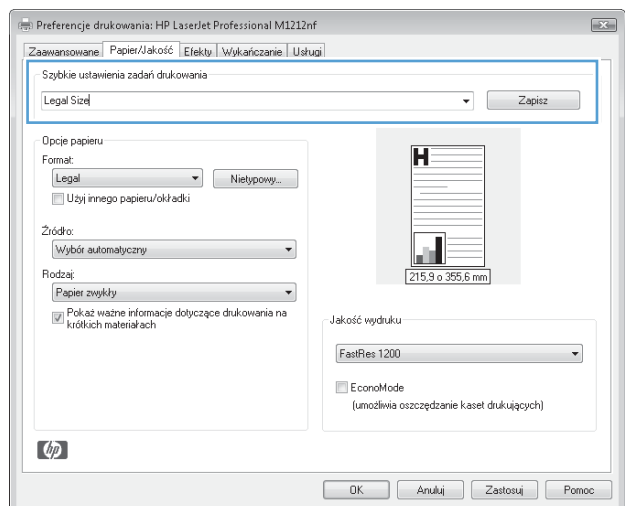 Preferencje drukowania: HP LaserJet Professional M1212nf
Zaawansowane Papier/Jakość Efekty Wykańczanie Usługi
Szybkie ustawienia zadań drukowania
Legal Size Zapisz
Opcje papieru
Format:
Legal Nietypowy...
Użyj innego papieru/okładki
Źródło:
Wybór automatyczny
Rodzaj:
Papier zwykły
Pokaż ważne informacje dotyczące drukowania na
krótkich materiałach
H
215,9 o 355,6 mm
Jakość wydruku
FastRes 1200
EconoMode
(umożliwia oszczędzanie kaset drukujących)
hp
OK Anuluj Zastosuj Pomoc